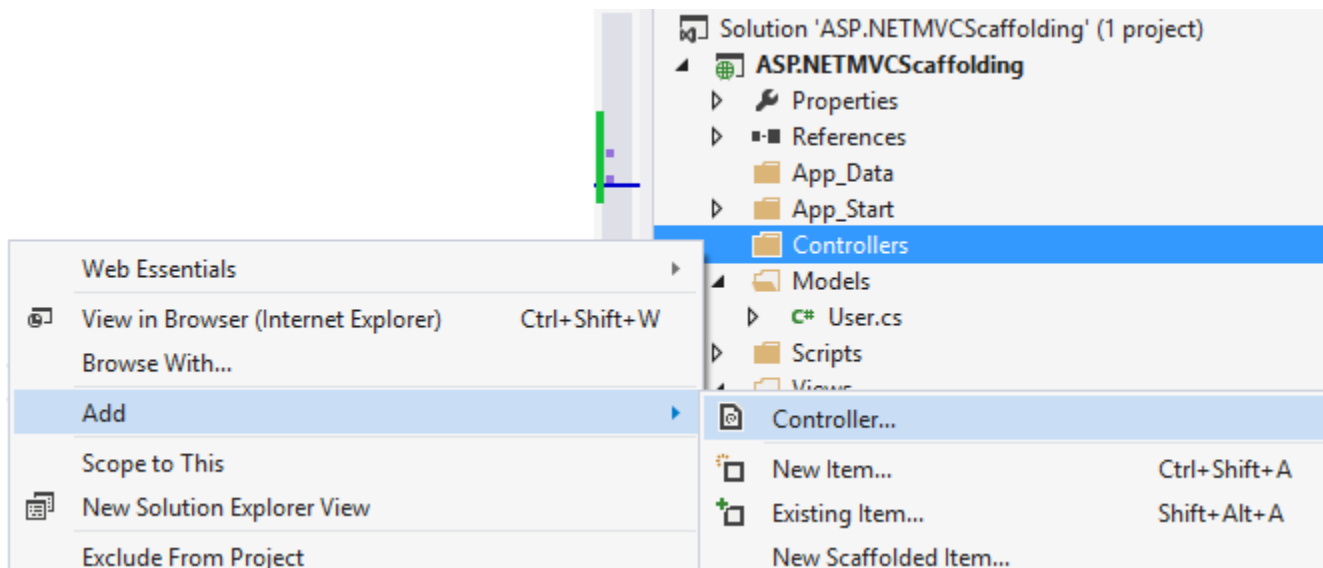 Solution 'ASP.NETMVCScaffolding' (1 project)
ASP.NETMVCScaffolding
Properties
References
App_Data
App_Start
Controllers
Models
C# User.cs
Scripts
Views
Web Essentials
View in Browser (Internet Explorer) Ctrl+Shift+W
Browse With...
Add
Scope to This
New Solution Explorer View
Exclude From Project
Controller...
New Item... Ctrl+Shift+A
Existing Item... Shift+Alt+A
New Scaffolded Item...